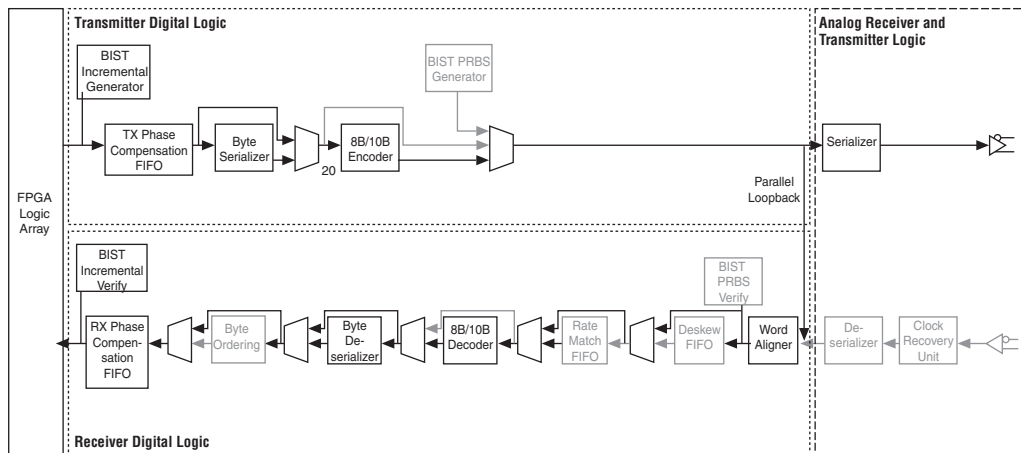 Transmitter Digital Logic
Analog Receiver and
Transmitter Logic
BIST
Incremental
Generator
BIST PRBS
Generator
TX Phase
Compensation
FIFO
Byte
Serializer
20
8B/10B
Encoder
Serializer
Parallel
Loopback
FPGA
Logic
Array
BIST
Incremental
Verify
BIST
PRBS
Verify
RX Phase
Compen-
sation
FIFO
Byte
Ordering
Byte
De-
serializer
8B/10B
Decoder
Rate
Match
FIFO
Deskew
FIFO
Word
Aligner
De-
serializer
Clock
Recovery
Unit
Receiver Digital Logic